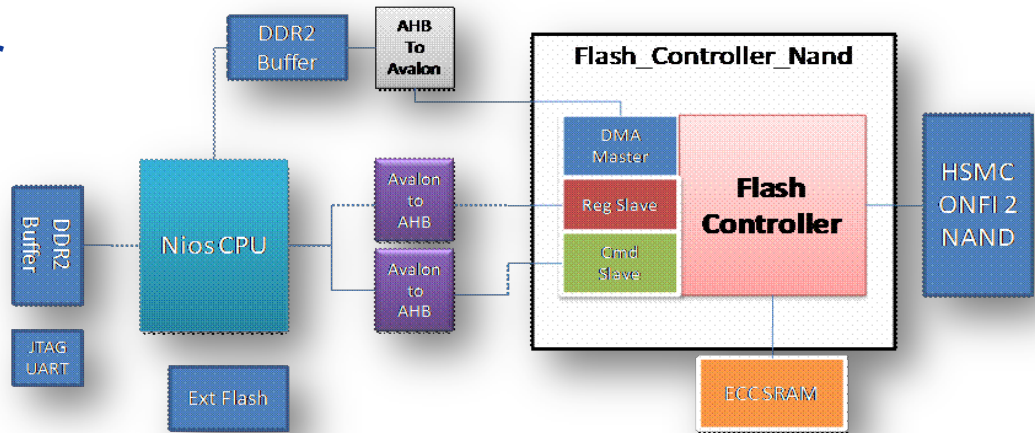 DDR2
Buffer
AHB
To
Avalon
Flash_Controller_Nand
DMA
Master
Reg Slave
Cmd
Slave
Flash
Controller
HSMC
ONFI 2
NAND
Avalon
to
AHB
Avalon
to
AHB
Nios CPU
DDR2
Buffer
JTAG
UART
Ext Flash
ECCSRAM